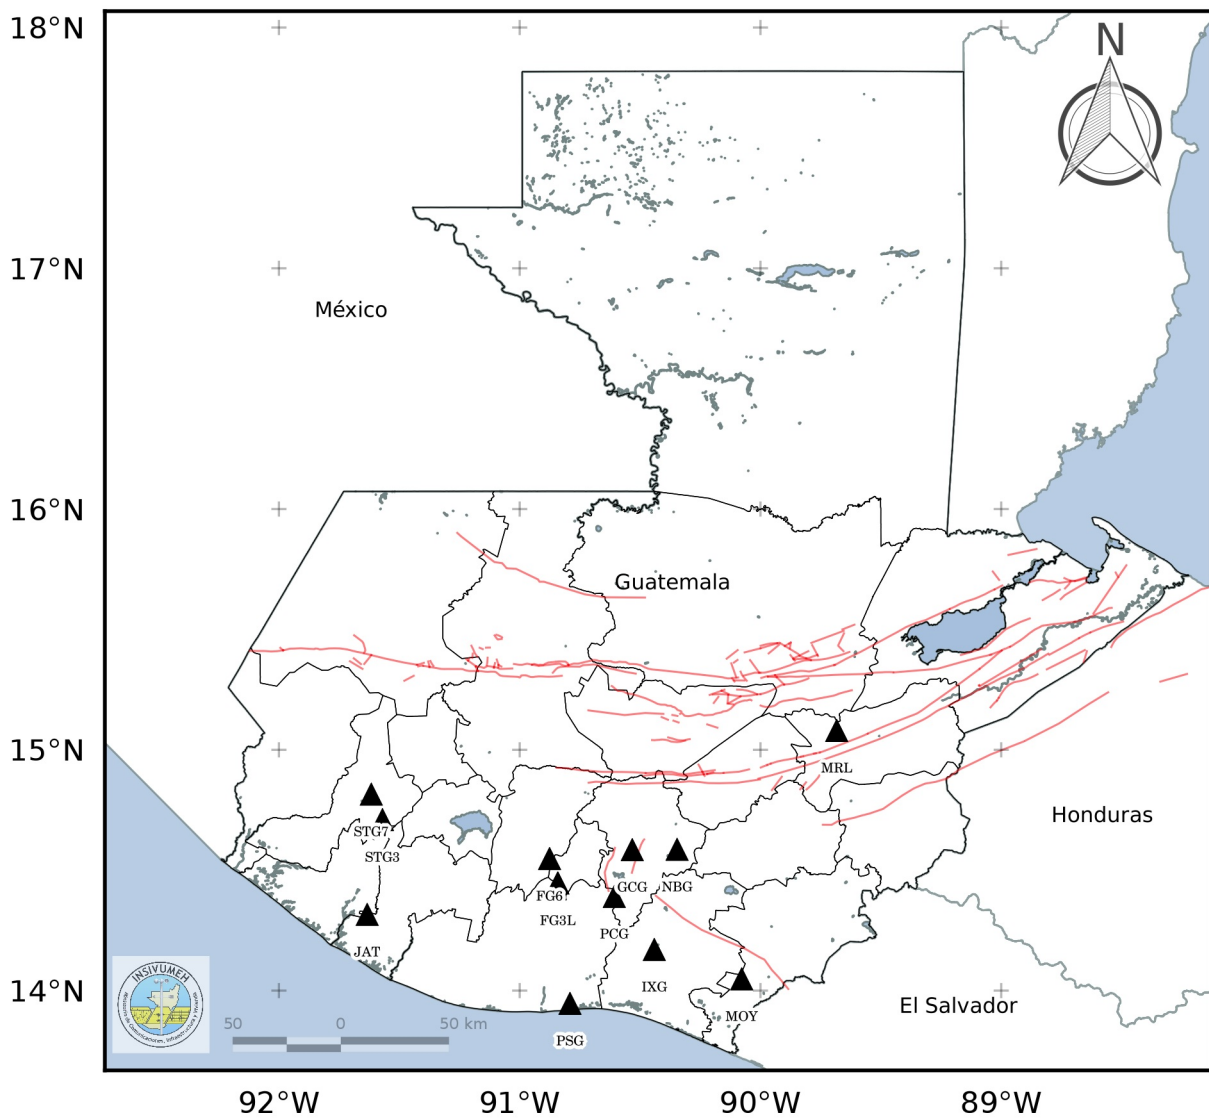 18°N
N
17°N
México
16°N
Guatemala
15°N
MRL
Honduras
STG7
STG3
FG6
GCG
NBG
FG3L
PCG
JAT
IXG
14°N
El Salvador
MOY
INSIVUMEH
50
0
50 km
PSG
92°W
91°W
90°W
89°W